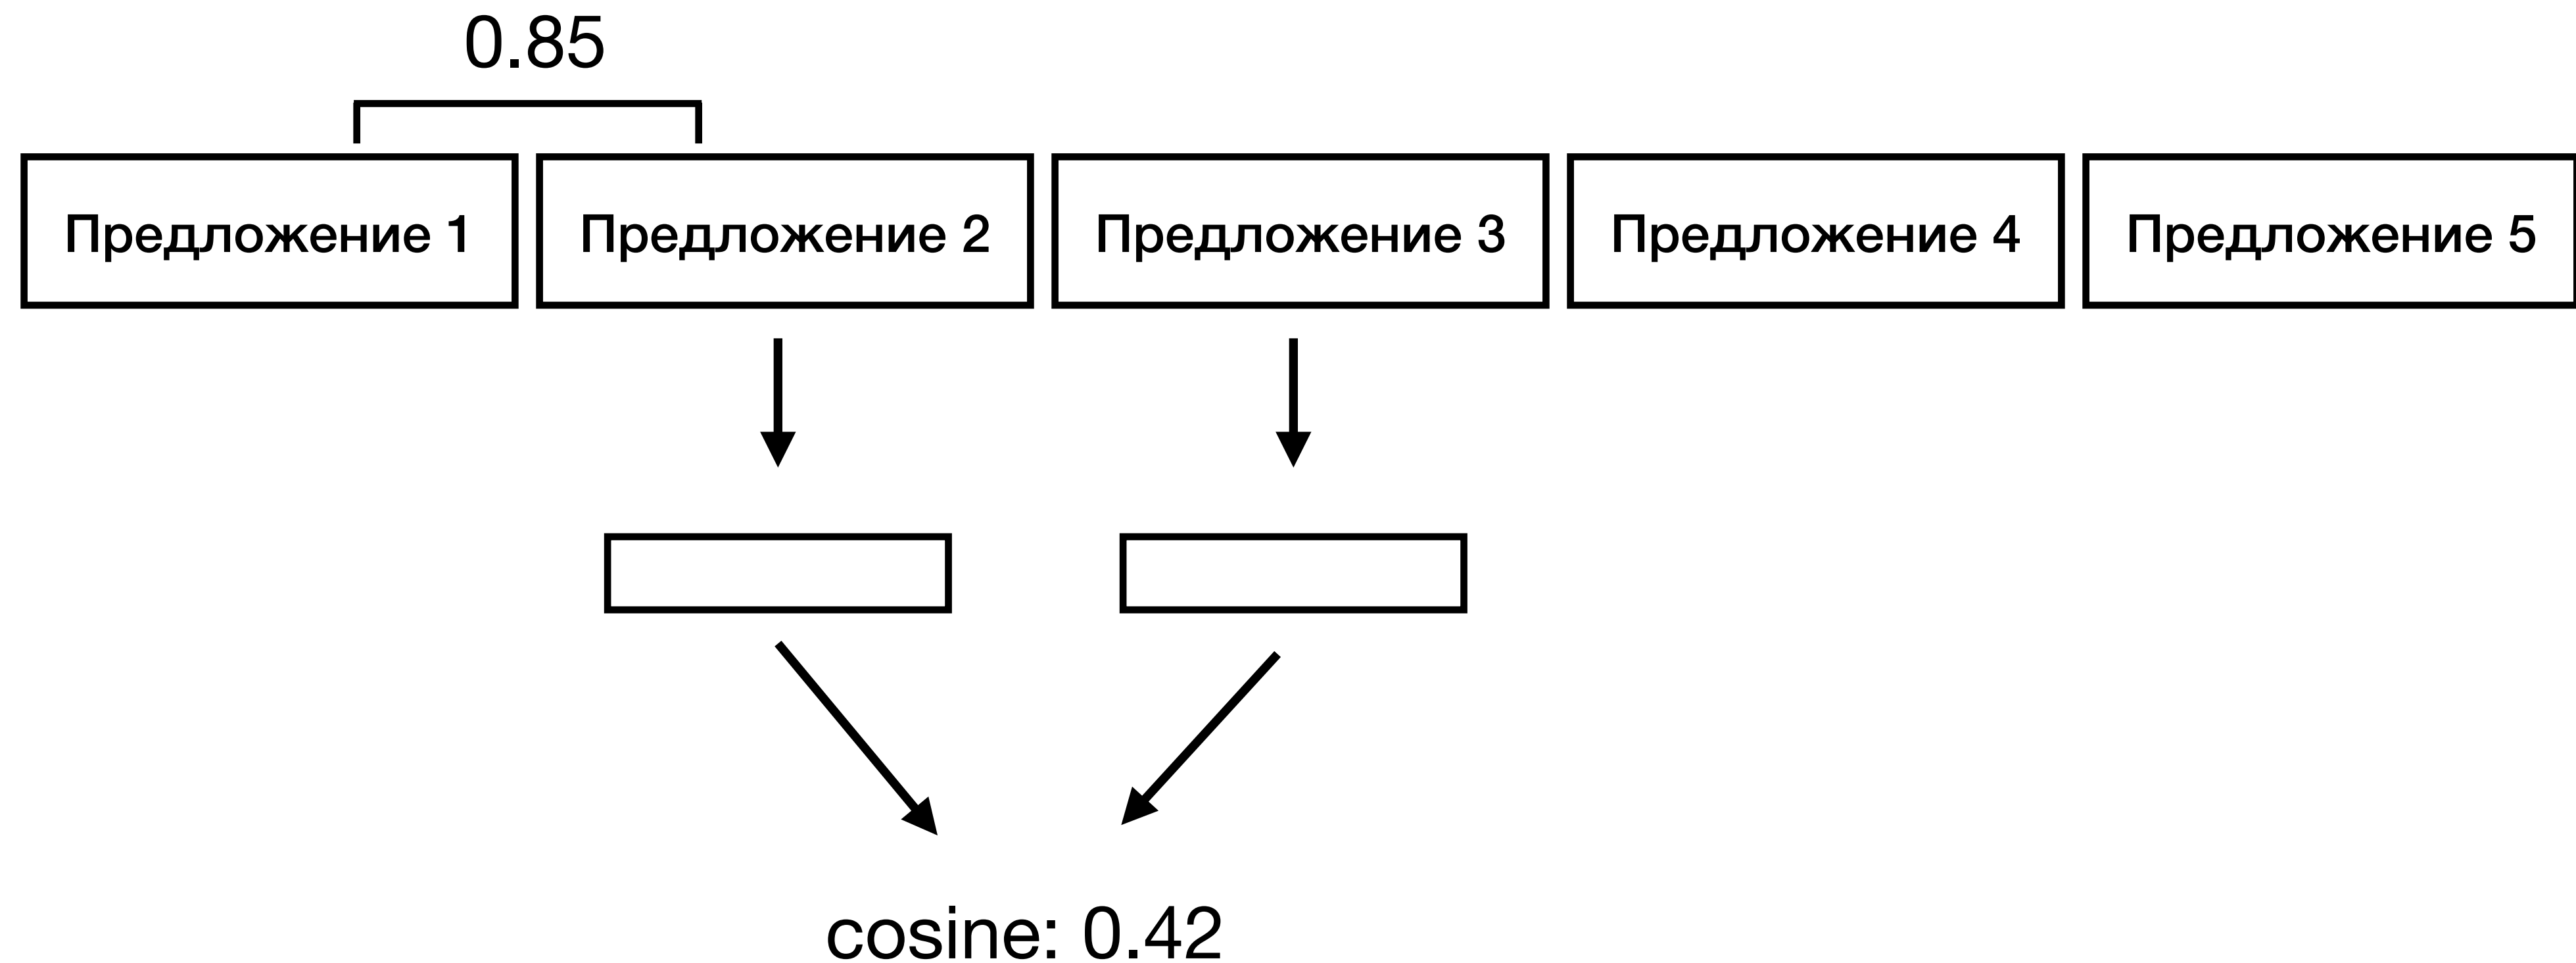 0.85
Предложение 1
Предложение 2
Предложение 3
Предложение 4
Предложение 5
cosine: 0.42